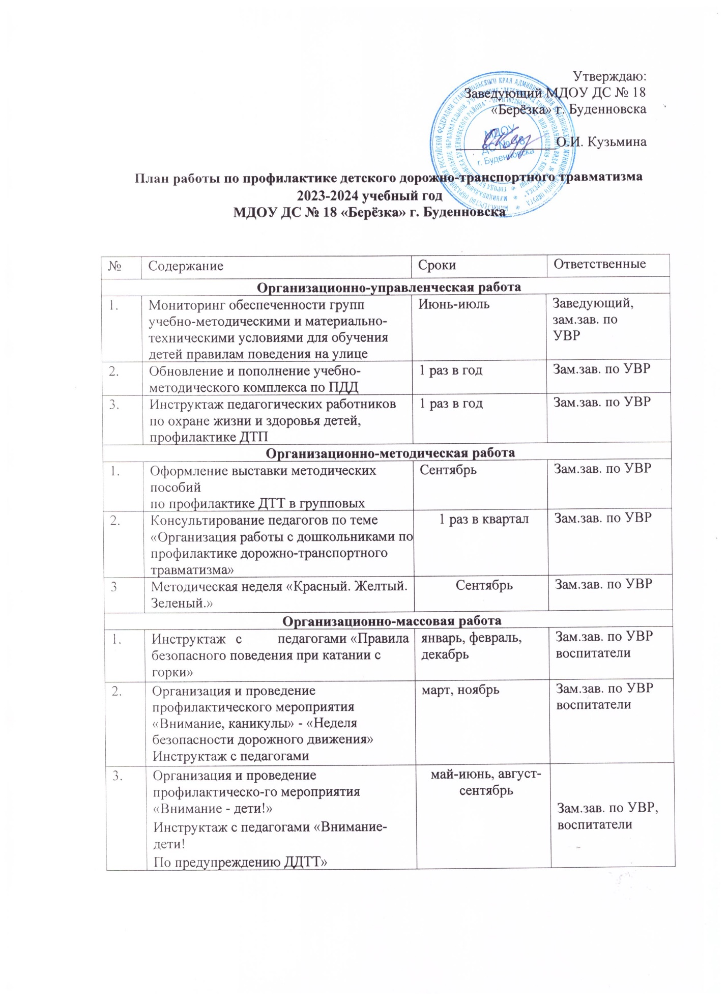 Утверждаю:
Заведующий МДОУ ДС № 18
«Берёзка» г. Буденновска
О.И. Кузьмина
МДОУ
ДС № 18
г. Буденновска
План работы по профилактике детского дорожно-транспортного травматизма
2023-2024 учебный год
МДОУ ДС № 18 «Берёзка» г. Буденновска
№ Содержание Сроки Ответственные
Организационно-управленческая работа
1. Мониторинг обеспеченности групп Июнь-июль Заведующий,
учебно-методическими и материально- зам.зав. по
техническими условиями для обучения УВР
детей правилам поведения на улице
2. Обновление и пополнение учебно- 1 раз в год Зам.зав. по УВР
методического комплекса по ПДД
3. Инструктаж педагогических работников 1 раз в год Зам.зав. по УВР
по охране жизни и здоровья детей,
профилактике ДТП
Организационно-методическая работа
1. Оформление выставки методических Сентябрь Зам.зав. по УВР
пособий
по профилактике ДТТ в групповых
2. Консультирование педагогов по теме 1 раз в квартал Зам.зав. по УВР
«Организация работы с дошкольниками по
профилактике дорожно-транспортного
травматизма»
3 Методическая неделя «Красный. Желтый. Сентябрь Зам.зав. по УВР
Зеленый.»
Организационно-массовая работа
1. Инструктаж с педагогами «Правила январь, февраль, Зам.зав. по УВР
безопасного поведения при катании с декабрь воспитатели
горки»
2. Организация и проведение март, ноябрь Зам.зав. по УВР
профилактического мероприятия воспитатели
«Внимание, каникулы» - «Неделя
безопасности дорожного движения»
Инструктаж с педагогами
3. Организация и проведение май-июнь, август-
профилактическо-го мероприятия сентябрь
«Внимание - дети!» Зам.зав. по УВР,
Инструктаж с педагогами «Внимание- воспитатели
дети!
По предупреждению ДДТТ»